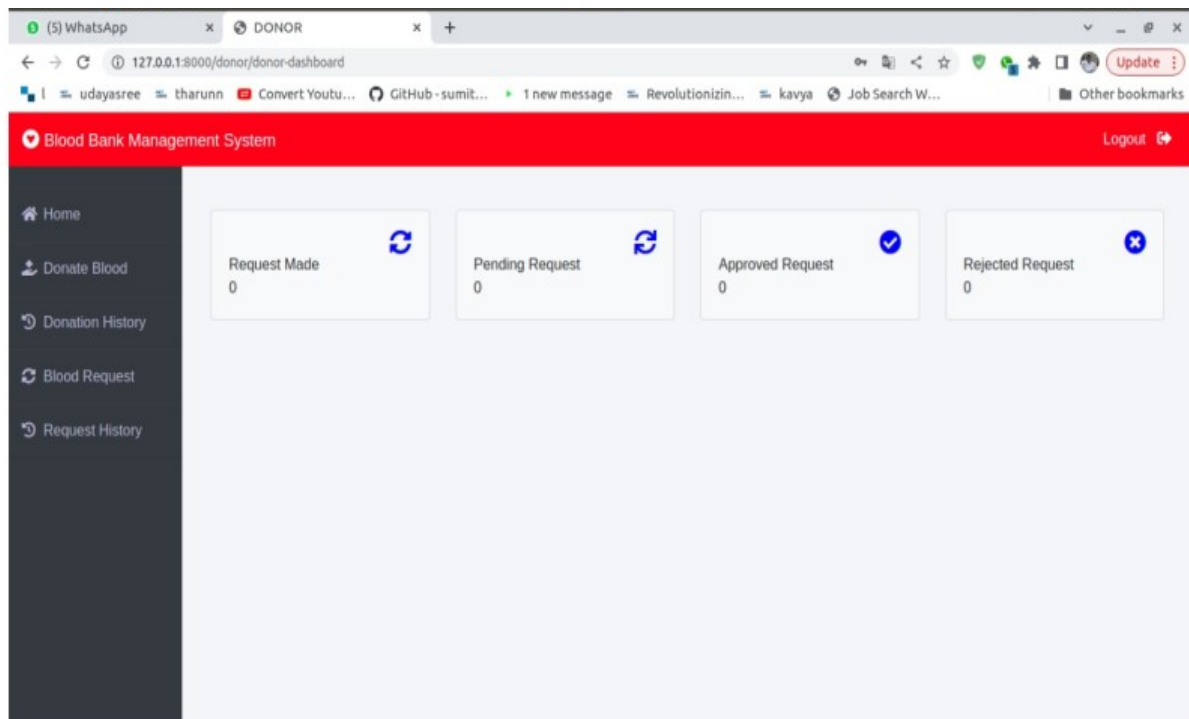 (5) WhatsApp
DONOR
127.0.0.1:8000/donor/donor-dashboard
Update
l
udayasree
tharunn
Convert Youtu...
GitHub - sumit...
1 new message
Revolutionizin...
kavya
Job Search W...
Other bookmarks
Blood Bank Management System
Logout
Home
Donate Blood
Donation History
Blood Request
Request History
Request Made
0
Pending Request
0
Approved Request
0
Rejected Request
0